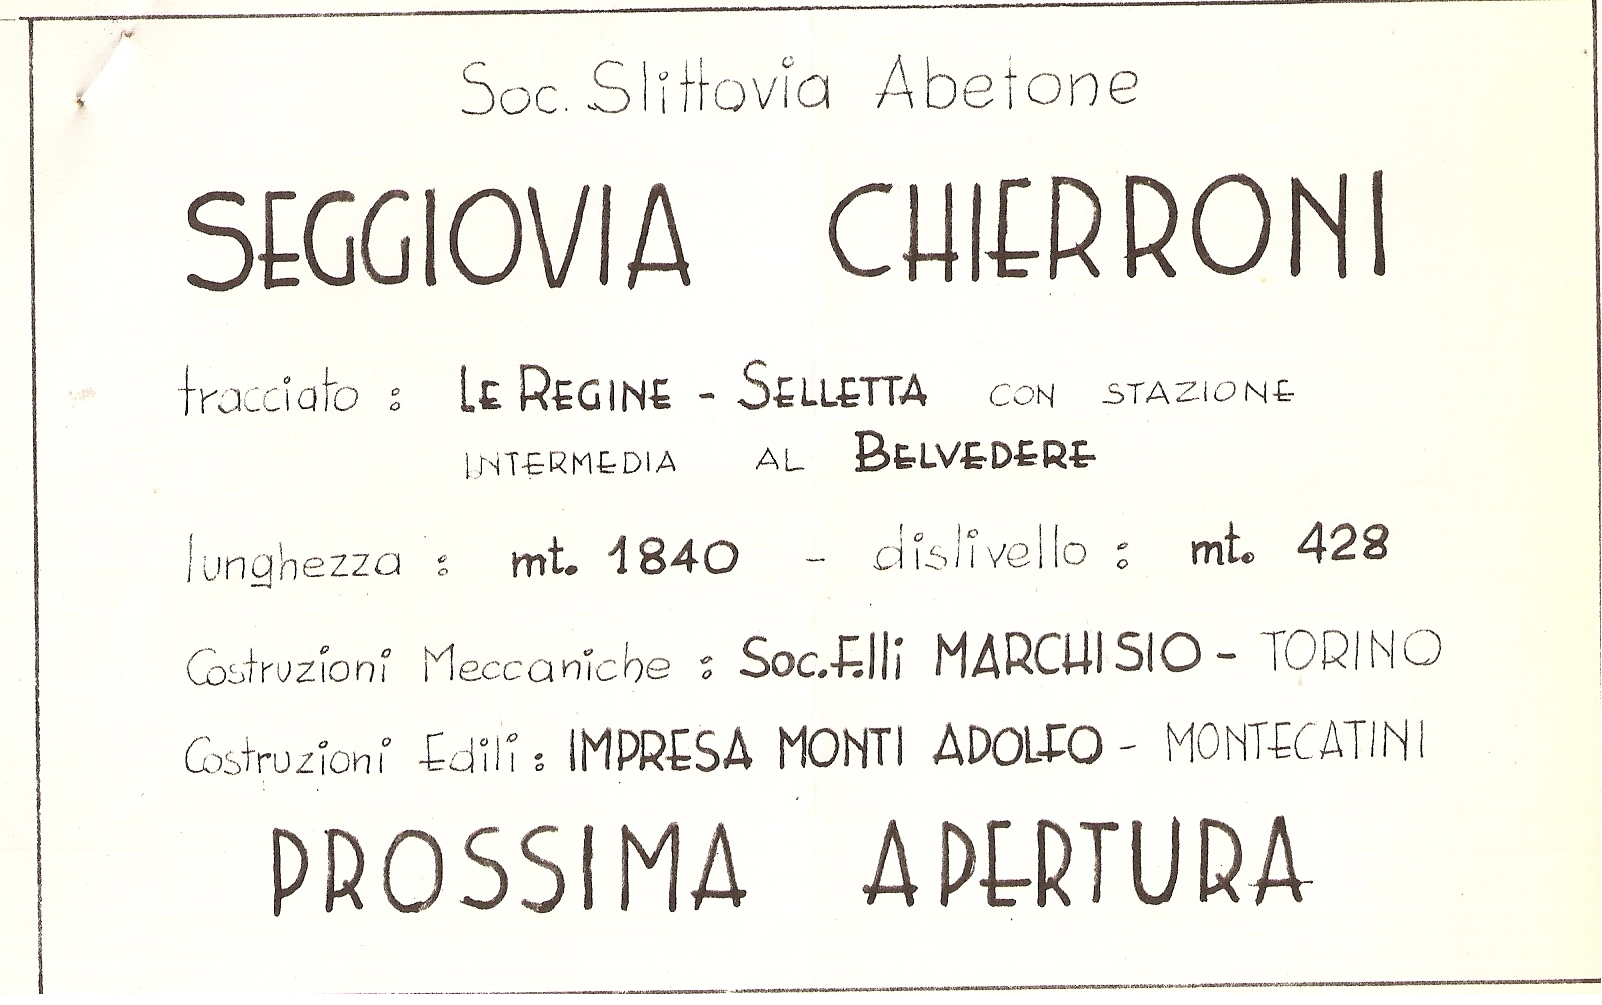 Soc. Slittovia Abetone
SEGGIOVIA CHIERRONI
tracciato : LE REGINE - SELLETTA CON STAZIONE
INTERMEDIA AL BELVEDERE
lunghezza : mt. 1840 - dislivello : mt. 428
Costruzioni Meccaniche : Soc. F.lli MARCHISIO - TORINO
Costruzioni Edili : IMPRESA MONTI ADOLFO - MONTECATINI
PROSSIMA APERTURA